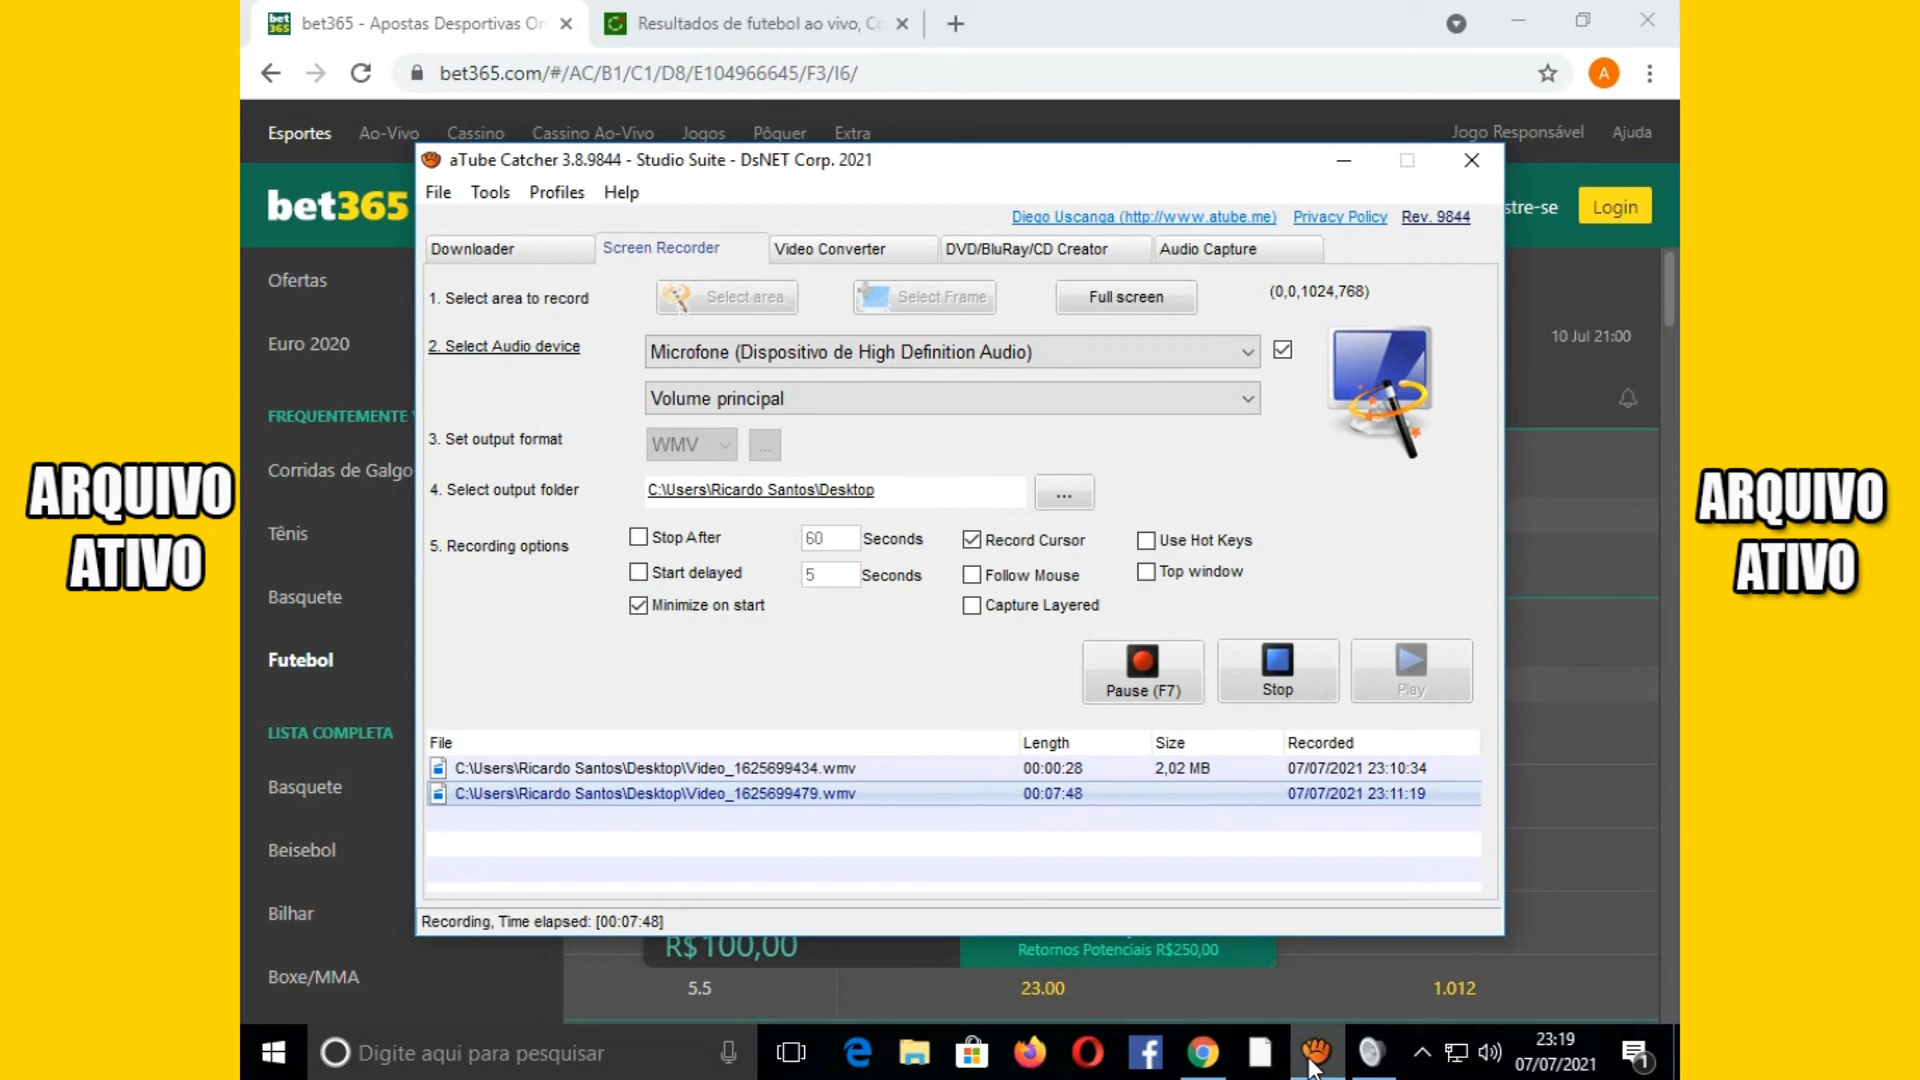 bet365 - Apostas Desportivas On
Resultados de futebol ao vivo, Co
bet365.com/#/AC/B1/C1/D8/E104966645/F3/I6/
A
Esportes Ao-Vivo Cassino Cassino Ao-Vivo Jogos Pôquer Extra Jogo Responsável Ajuda
bet365
stre-se
Login
aTube Catcher 3.8.9844 - Studio Suite - DsNET Corp. 2021
File Tools Profiles Help
Diego Uscanga (http://www.atube.me) Privacy Policy Rev. 9844
Downloader Screen Recorder Video Converter DVD/BluRay/CD Creator Audio Capture
1. Select area to record Select area Select Frame Full screen (0,0,1024,768)
2. Select Audio device Microfone (Dispositivo de High Definition Audio)
Volume principal
3. Set output format WMV ...
4. Select output folder C:\Users\Ricardo Santos\Desktop ...
5. Recording options
Stop After 60 Seconds Record Cursor Use Hot Keys
Start delayed 5 Seconds Follow Mouse Top window
Minimize on start Capture Layered
Pause (F7) Stop Play
File Length Size Recorded
C:\Users\Ricardo Santos\Desktop\Video_1625699434.wmv 00:00:28 2,02 MB 07/07/2021 23:10:34
C:\Users\Ricardo Santos\Desktop\Video_1625699479.wmv 00:07:48 07/07/2021 23:11:19
Recording, Time elapsed: [00:07:48]
Ofertas
Euro 2020
FREQUENTEMENTE
Corridas de Galgo
Tênis
Basquete
Futebol
LISTA COMPLETA
Basquete
Beisebol
Bilhar
Boxe/MMA
10 Jul 21:00
R$100,00
Retornos Potenciais R$250,00
5.5 23.00 1.012
Digite aqui para pesquisar
23:19
07/07/2021
1
ARQUIVO
ATIVO
ARQUIVO
ATIVO